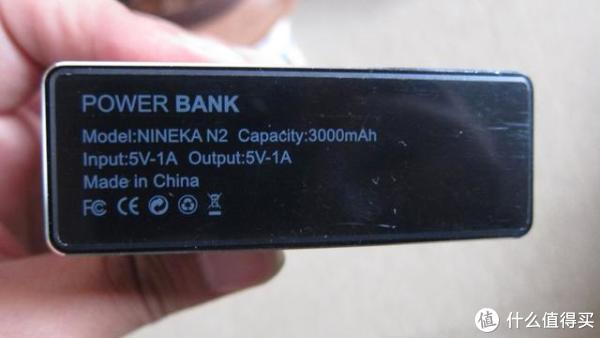 POWER BANK
Model:NINEKA N2 Capacity:3000mAh
Input:5V-1A Output:5V-1A
Made in China
FC CE
值 什么值得买